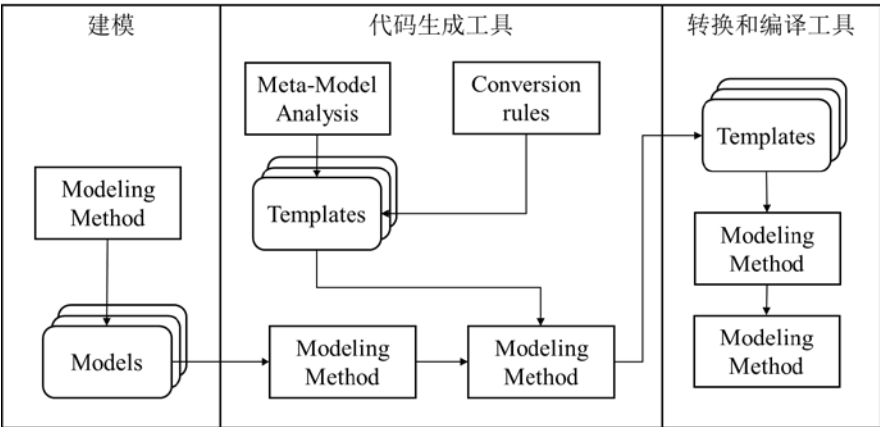 建模
代码生成工具
转换和编译工具
Meta-Model
Analysis
Conversion
rules
Templates
Modeling
Method
Templates
Modeling
Method
Models
Modeling
Method
Modeling
Method
Modeling
Method